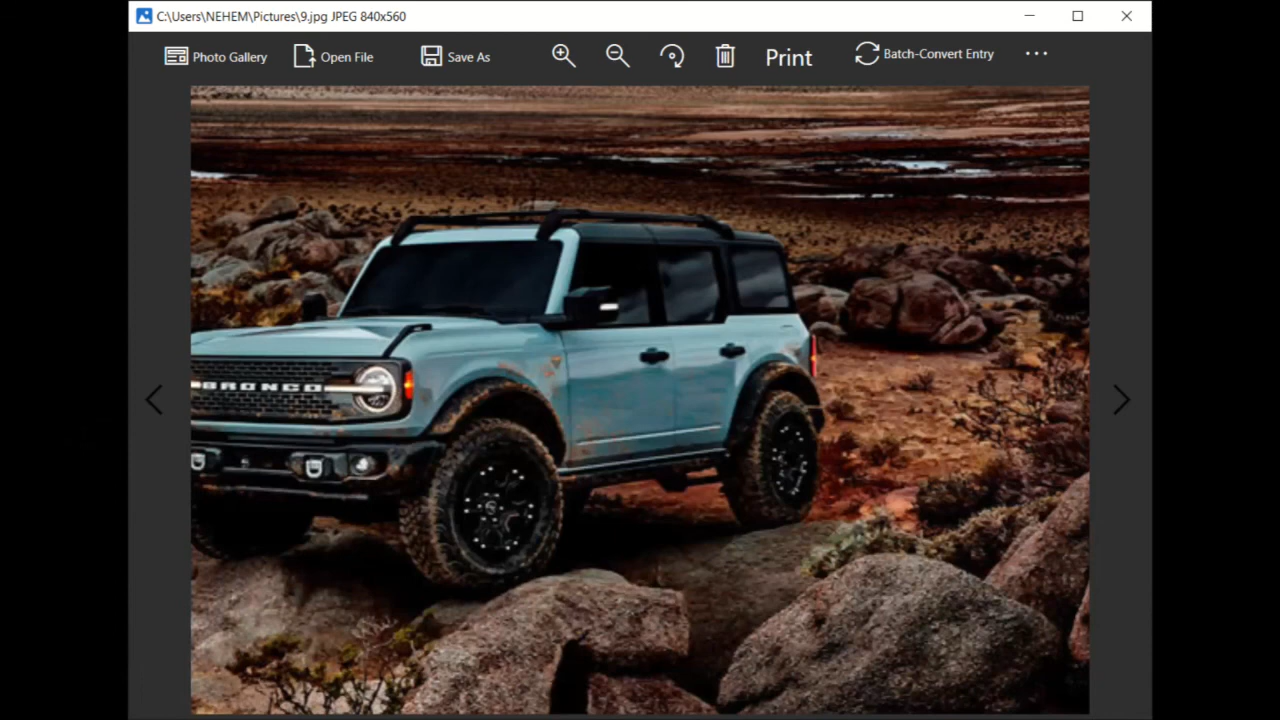 C:\Users\NEHEM\Pictures\9.jpg JPEG 840x560
Photo Gallery Open File Save As Print Batch-Convert Entry
BRONCO